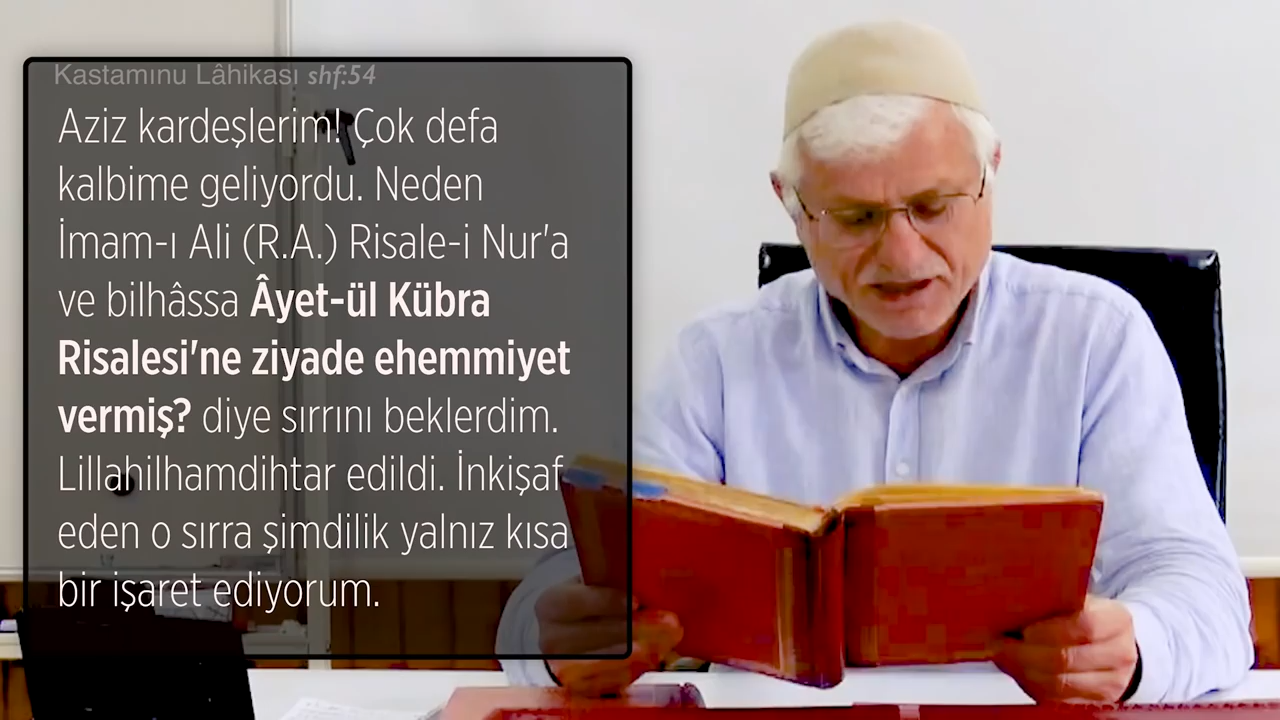 Kastamınu Lâhikası shf:54
Aziz kardeşlerim! Çok defa
kalbime geliyordu. Neden
İmam-ı Ali (R.A.) Risale-i Nur'a
ve bilhâssa Âyet-ül Kübra
Risalesi'ne ziyade ehemmiyet
vermiş? diye sırrını beklerdim.
Lillahilhamdihtar edildi. İnkişaf
eden o sırra şimdilik yalnız kısa
bir işaret ediyorum.